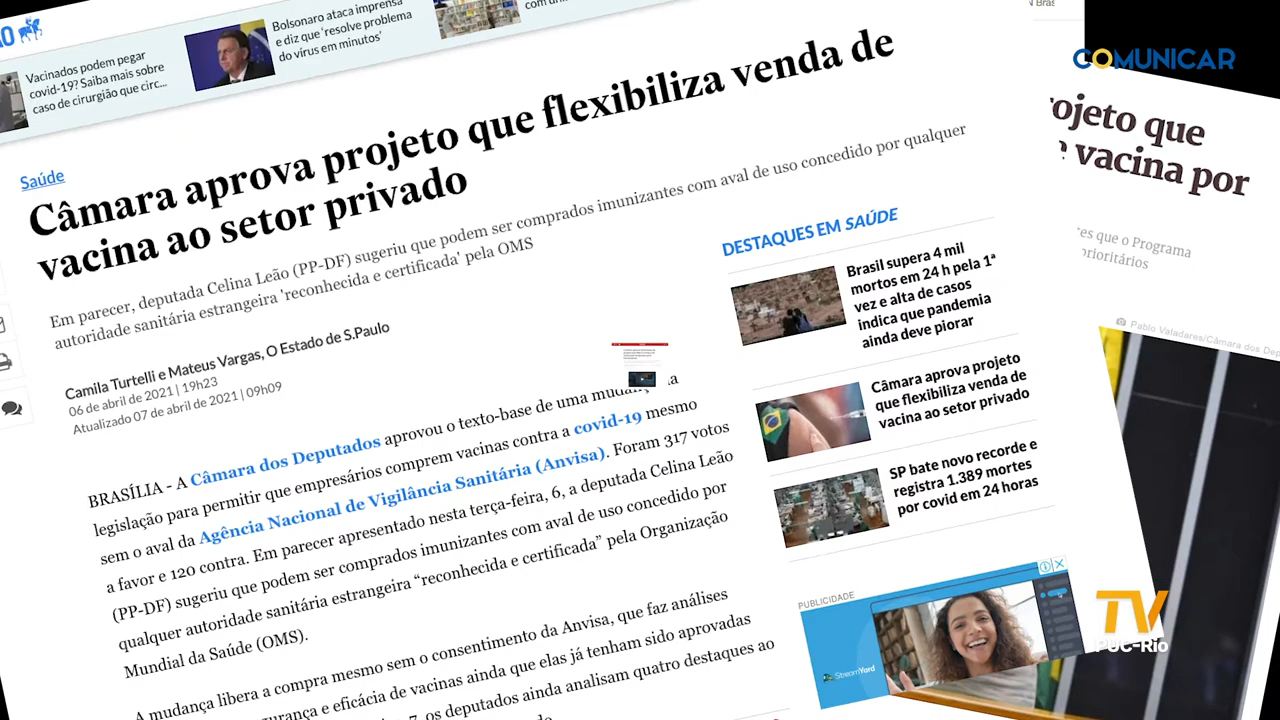 Vacinados podem pegar
covid-19? Saiba mais sobre
caso de cirurgião que circ...
Bolsonaro ataca imprensa
e diz que 'resolve problema
do vírus em minutos'
COMUNICAR
Saúde
Câmara aprova projeto que flexibiliza venda de
vacina ao setor privado
Em parecer, deputada Celina Leão (PP-DF) sugeriu que podem ser comprados imunizantes com aval de uso concedido por qualquer
autoridade sanitária estrangeira 'reconhecida e certificada' pela OMS
Camila Turtelli e Mateus Vargas, O Estado de S.Paulo
06 de abril de 2021 | 19h23
Atualizado 07 de abril de 2021 | 09h09
BRASÍLIA - A Câmara dos Deputados aprovou o texto-base de uma
legislação para permitir que empresários comprem vacinas contra a covid-19 mesmo
sem o aval da Agência Nacional de Vigilância Sanitária (Anvisa). Foram 317 votos
a favor e 120 contra. Em parecer apresentado nesta terça-feira, 6, a deputada Celina Leão
(PP-DF) sugeriu que podem ser comprados imunizantes com aval de uso concedido por
qualquer autoridade sanitária estrangeira “reconhecida e certificada” pela Organização
Mundial da Saúde (OMS).
A mudança libera a compra mesmo sem o consentimento da Anvisa, que faz análises
e eficácia de vacinas ainda que elas já tenham sido aprovadas
7, os deputados ainda analisam quatro destaques ao
DESTAQUES EM SAÚDE
Brasil supera 4 mil
mortos em 24 h pela 1ª
vez e alta de casos
indica que pandemia
ainda deve piorar
Câmara aprova projeto
que flexibiliza venda de
vacina ao setor privado
SP bate novo recorde e
registra 1.389 mortes
por covid em 24 horas
PUBLICIDADE
StreamYard
ojeto que
vacina por
es que o Programa
prioritários
Pablo Valadares/Câmara dos Dep
TV
PUC-Rio